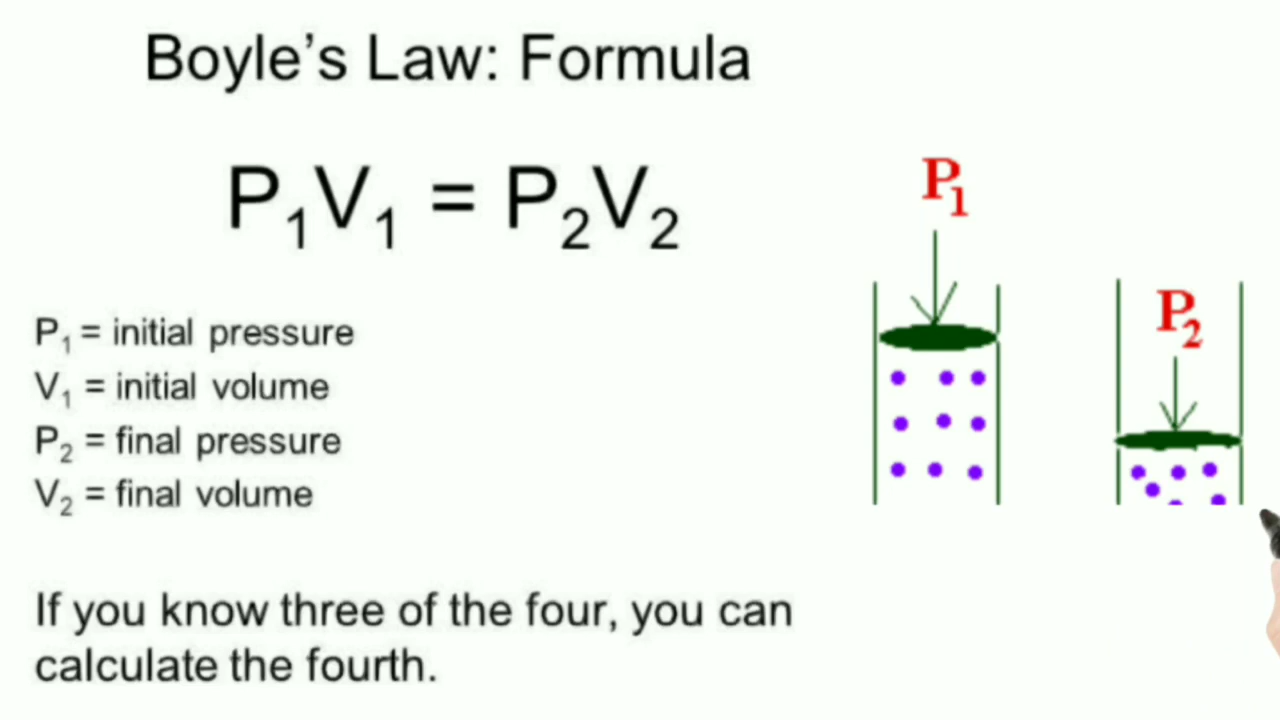 Boyle's Law: Formula
P₁V₁ = P₂V₂
P₁ = initial pressure
V₁ = initial volume
P₂ = final pressure
V₂ = final volume
If you know three of the four, you can
calculate the fourth.
P₁
P₂